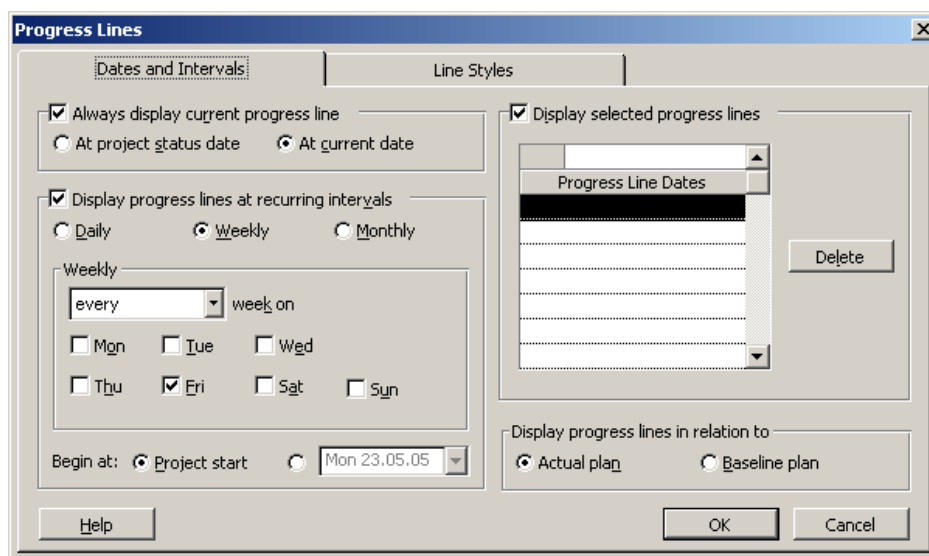 Progress Lines
Dates and Intervals
Line Styles
Always display current progress line
At project status date
At current date
Display progress lines at recurring intervals
Daily
Weekly
Monthly
Weekly
every
week on
Mon
Tue
Wed
Thu
Fri
Sat
Sun
Begin at:
Project start
Mon 23.05.05
Display selected progress lines
Progress Line Dates
Delete
Display progress lines in relation to
Actual plan
Baseline plan
Help
OK
Cancel